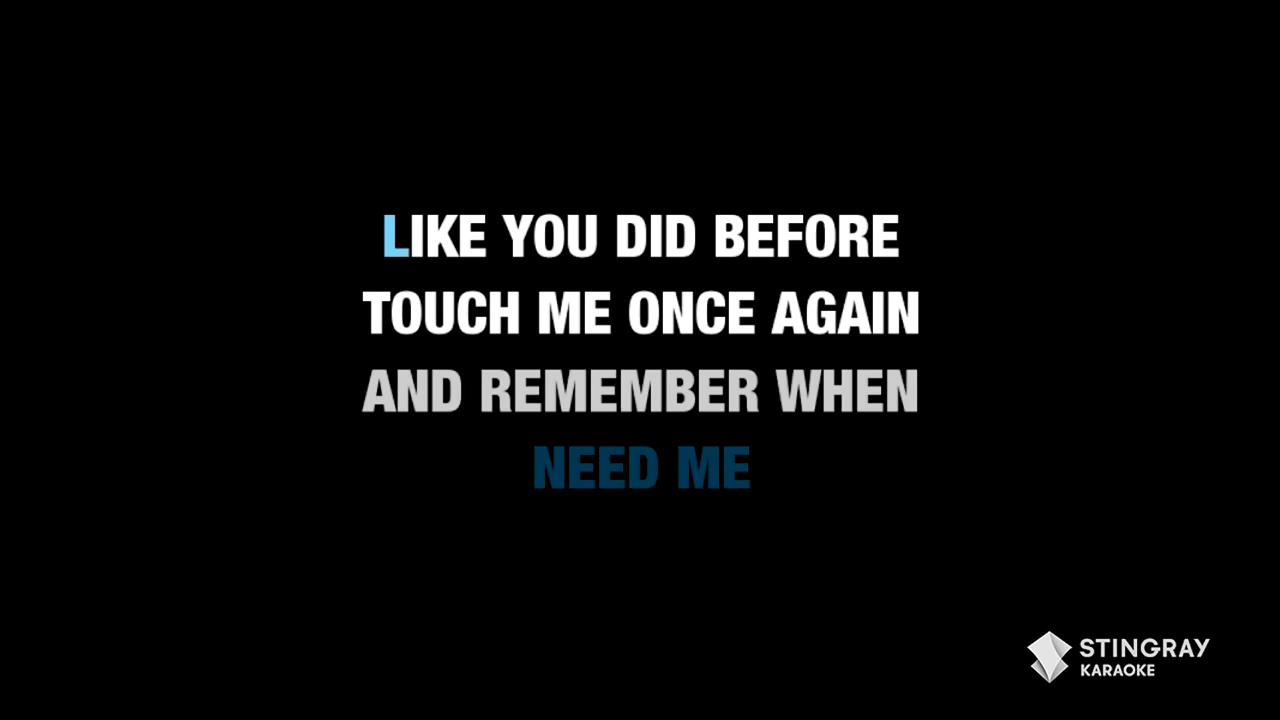 LIKE YOU DID BEFORE
TOUCH ME ONCE AGAIN
AND REMEMBER WHEN
NEED ME
STINGRAY
KARAOKE